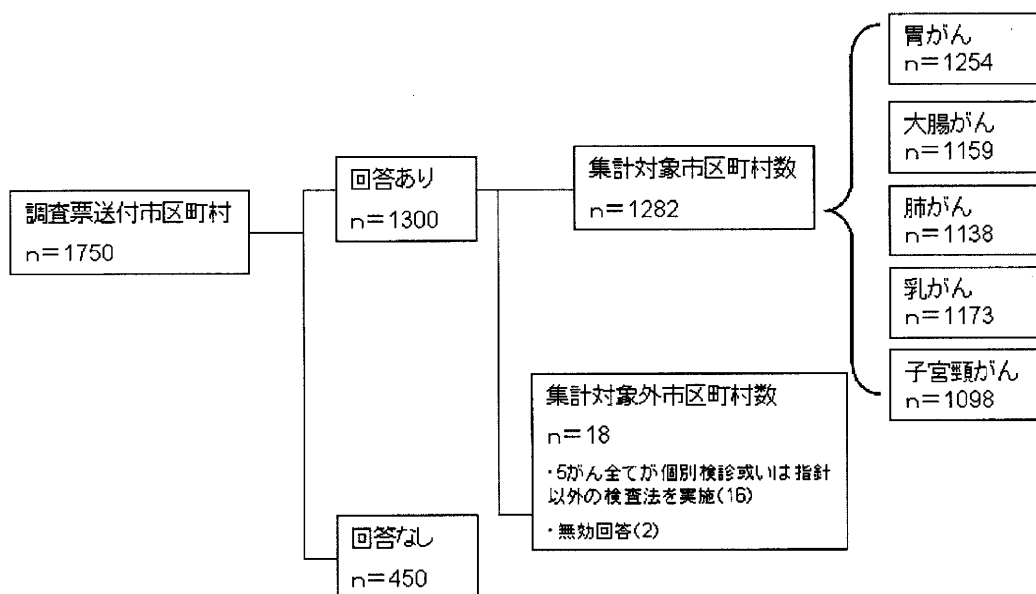 調査票送付市区町村
n=1750
回答あり
n=1300
回答なし
n=450
集計対象市区町村数
n=1282
集計対象外市区町村数
n=18
・5がん全てが個別検診或いは指針
以外の検査法を実施(16)
・無効回答(2)
胃がん
n=1254
大腸がん
n=1159
肺がん
n=1138
乳がん
n=1173
子宮頸がん
n=1098